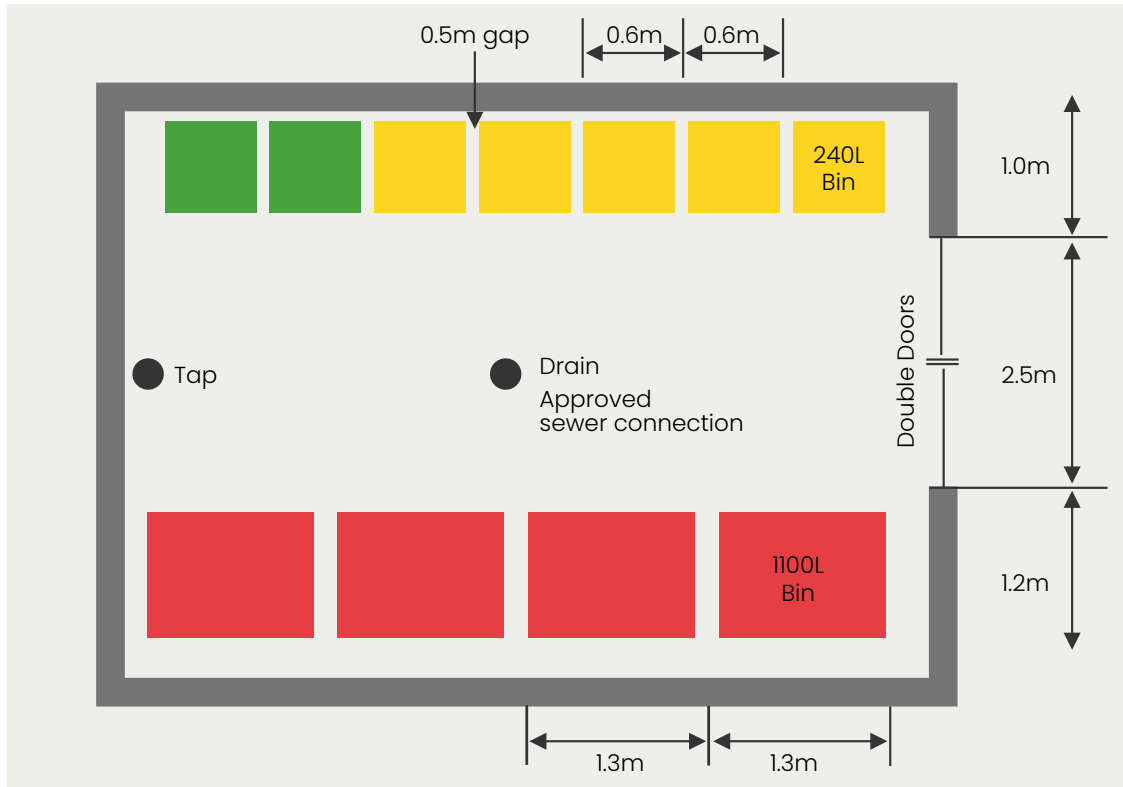 0.5m gap
0.6m
0.6m
240L
Bin
1.0m
Double Doors
2.5m
Tap
Drain
Approved
sewer connection
1100L
Bin
1.2m
1.3m
1.3m